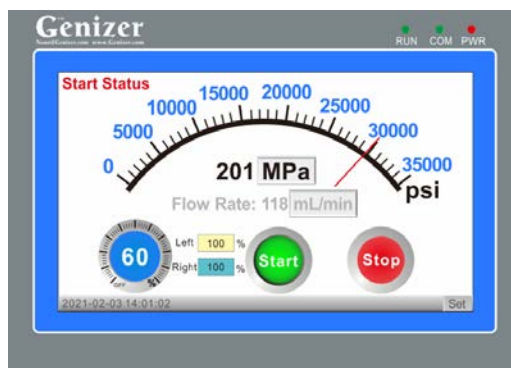 Genizer
RUN COM PWR
Start Status
0
5000
10000
15000
20000
25000
30000
35000
psi
201 MPa
Flow Rate: 118 mL/min
60
OFF
%
Left 100 %
Right 100 %
Start
Stop
2021-02-03 14:01:02
Set